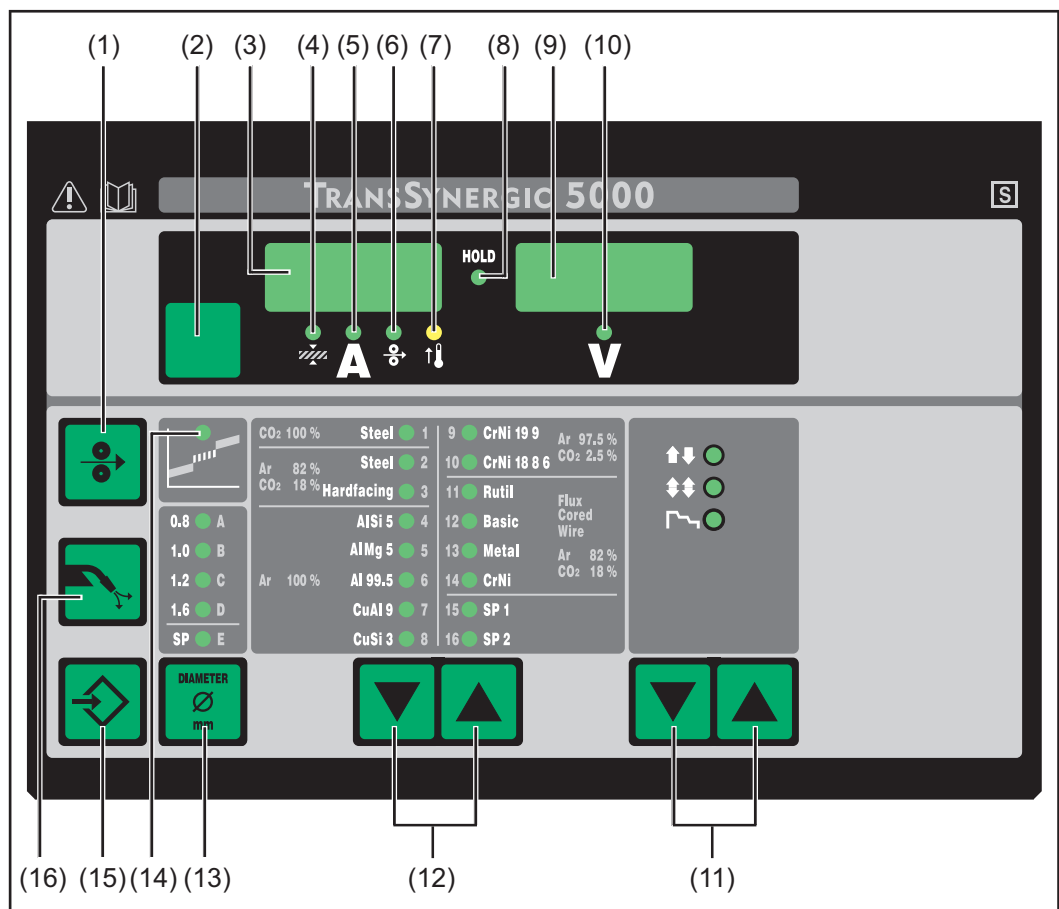 (1) (2) (3) (4) (5) (6) (7) (8) (9) (10)
TRANSSYNERGIC 5000
S
HOLD
A
V
CO2 100 % Steel 1
Ar 82 % CO2 18 % Steel 2
Hardfacing 3
AlSi 5 4
AlMg 5 5
Ar 100 % Al 99.5 6
CuAl 9 7
CuSi 3 8
9 CrNi 19 9
10 CrNi 18 8 6
Ar 97.5 %
CO2 2.5 %
11 Rutil
12 Basic
13 Metal
14 CrNi
Flux
Cored
Wire
Ar 82 %
CO2 18 %
15 SP 1
16 SP 2
0.8 A
1.0 B
1.2 C
1.6 D
SP E
DIAMETER
Ø
mm
(16) (15) (14) (13) (12) (11)